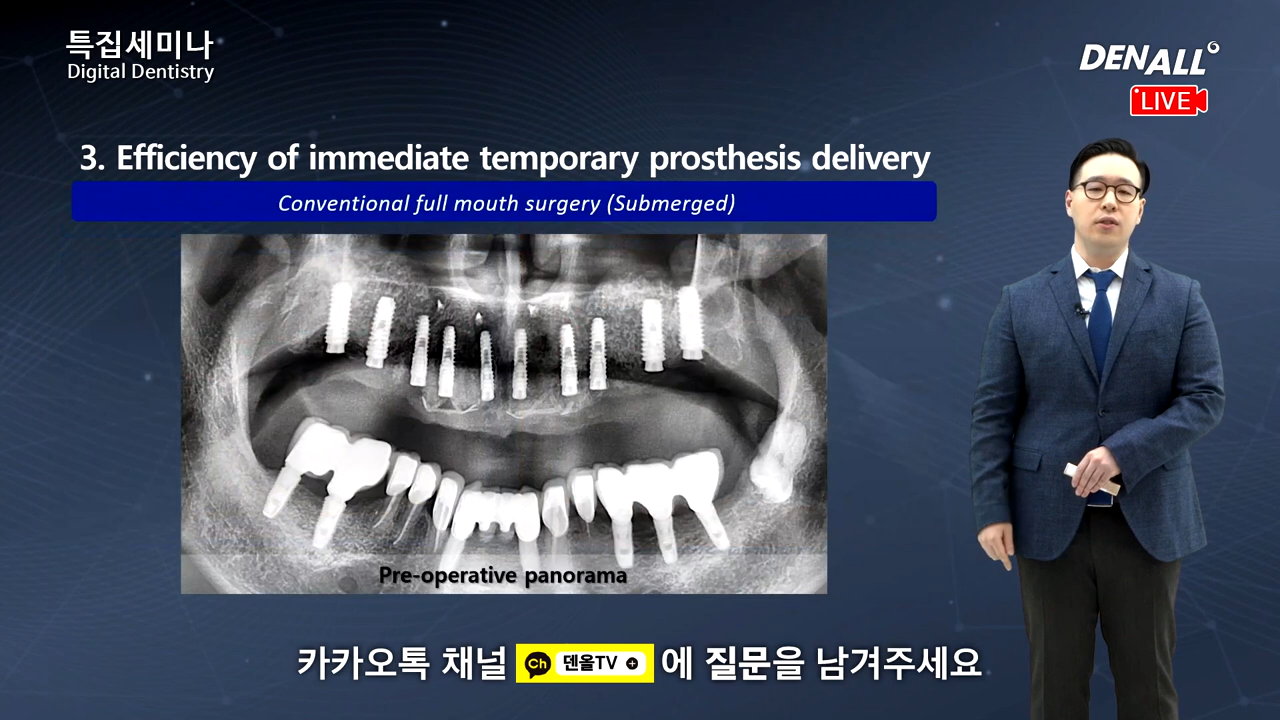 특집세미나
Digital Dentistry
DENALL
LIVE
3. Efficiency of immediate temporary prosthesis delivery
Conventional full mouth surgery (Submerged)
Pre-operative panorama
카카오톡 채널 Ch 덴올TV + 에 질문을 남겨주세요